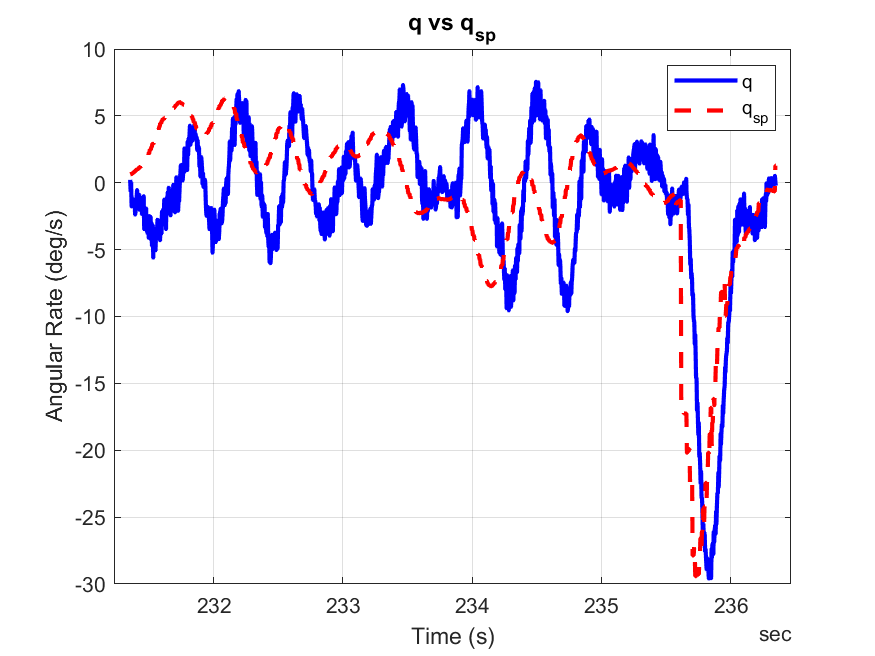 q vs q_sp
q
q_sp
10
5
0
-5
-10
-15
-20
-25
-30
Angular Rate (deg/s)
232 233 234 235 236
Time (s)
sec